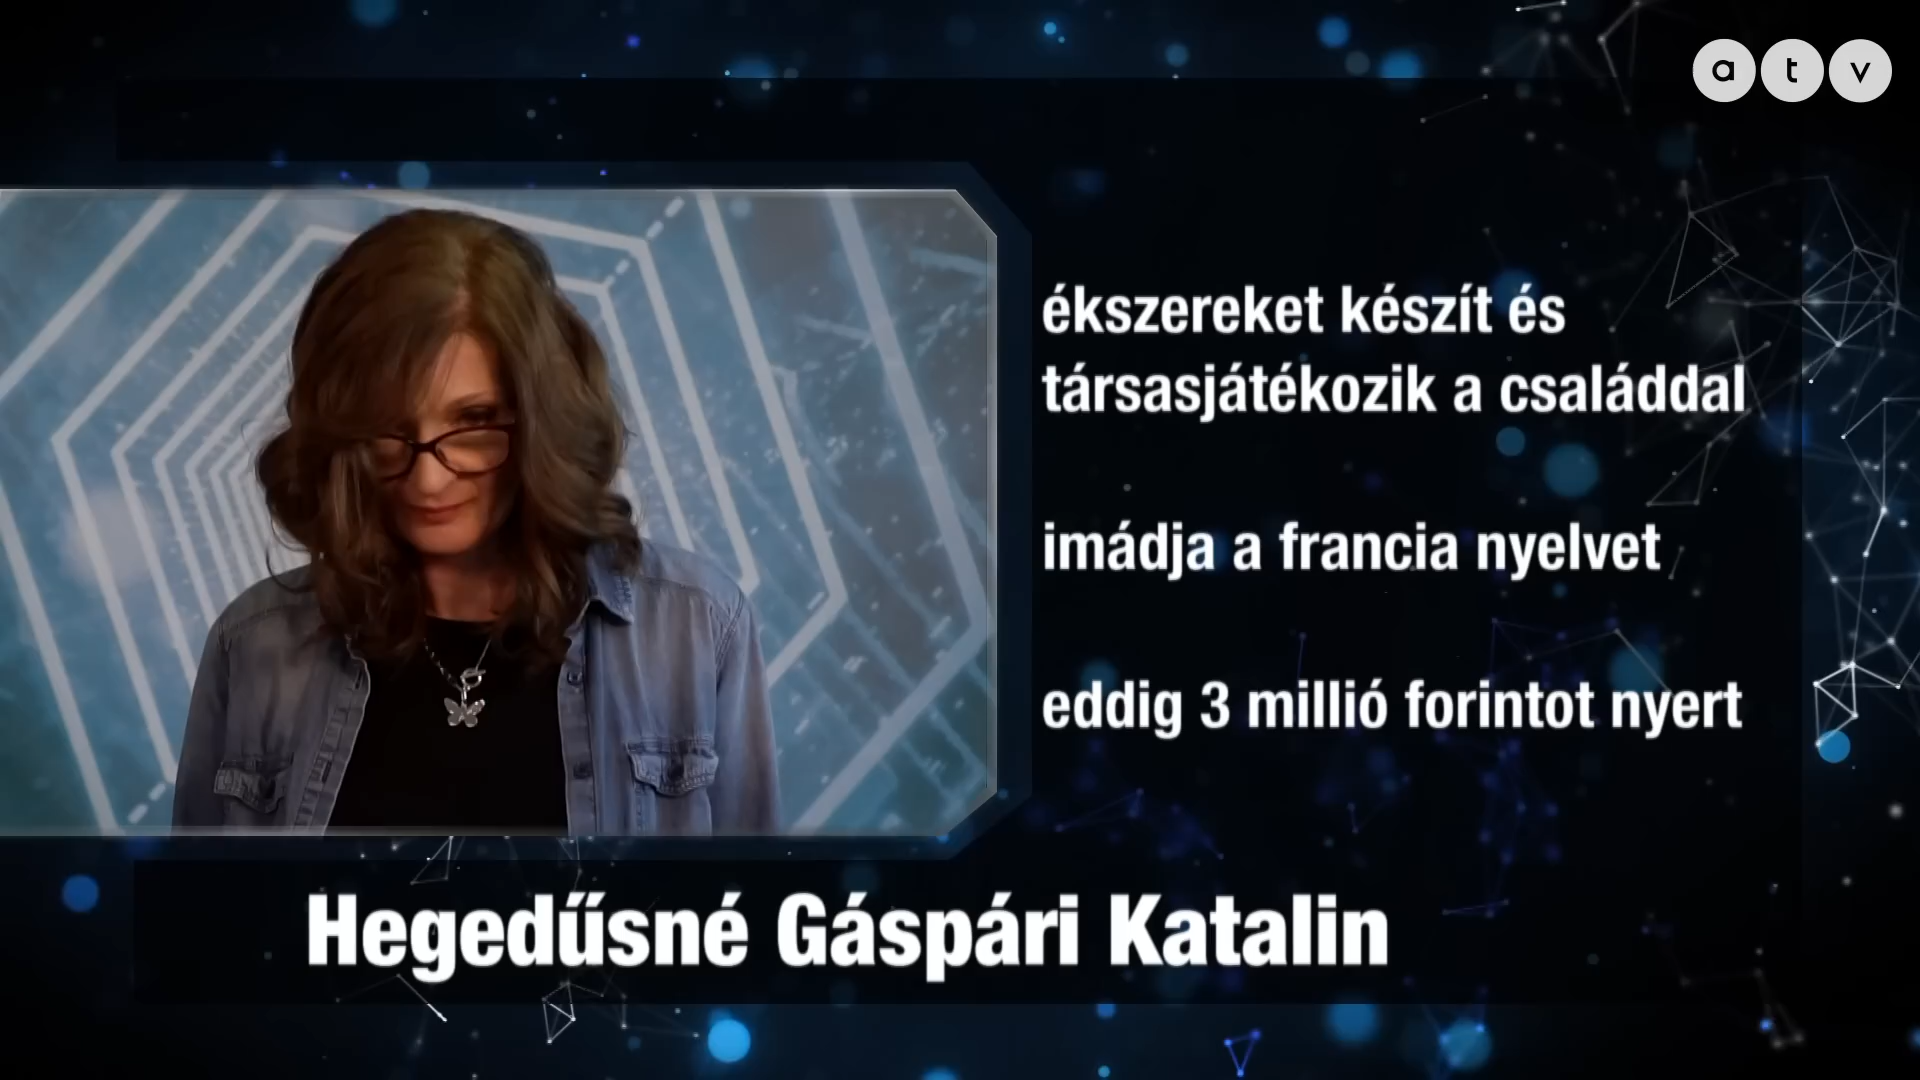 atv
ékszereket készít és
társasjátékozik a családdal
imádja a francia nyelvet
eddig 3 millió forintot nyert
Hegedűsné Gáspári Katalin